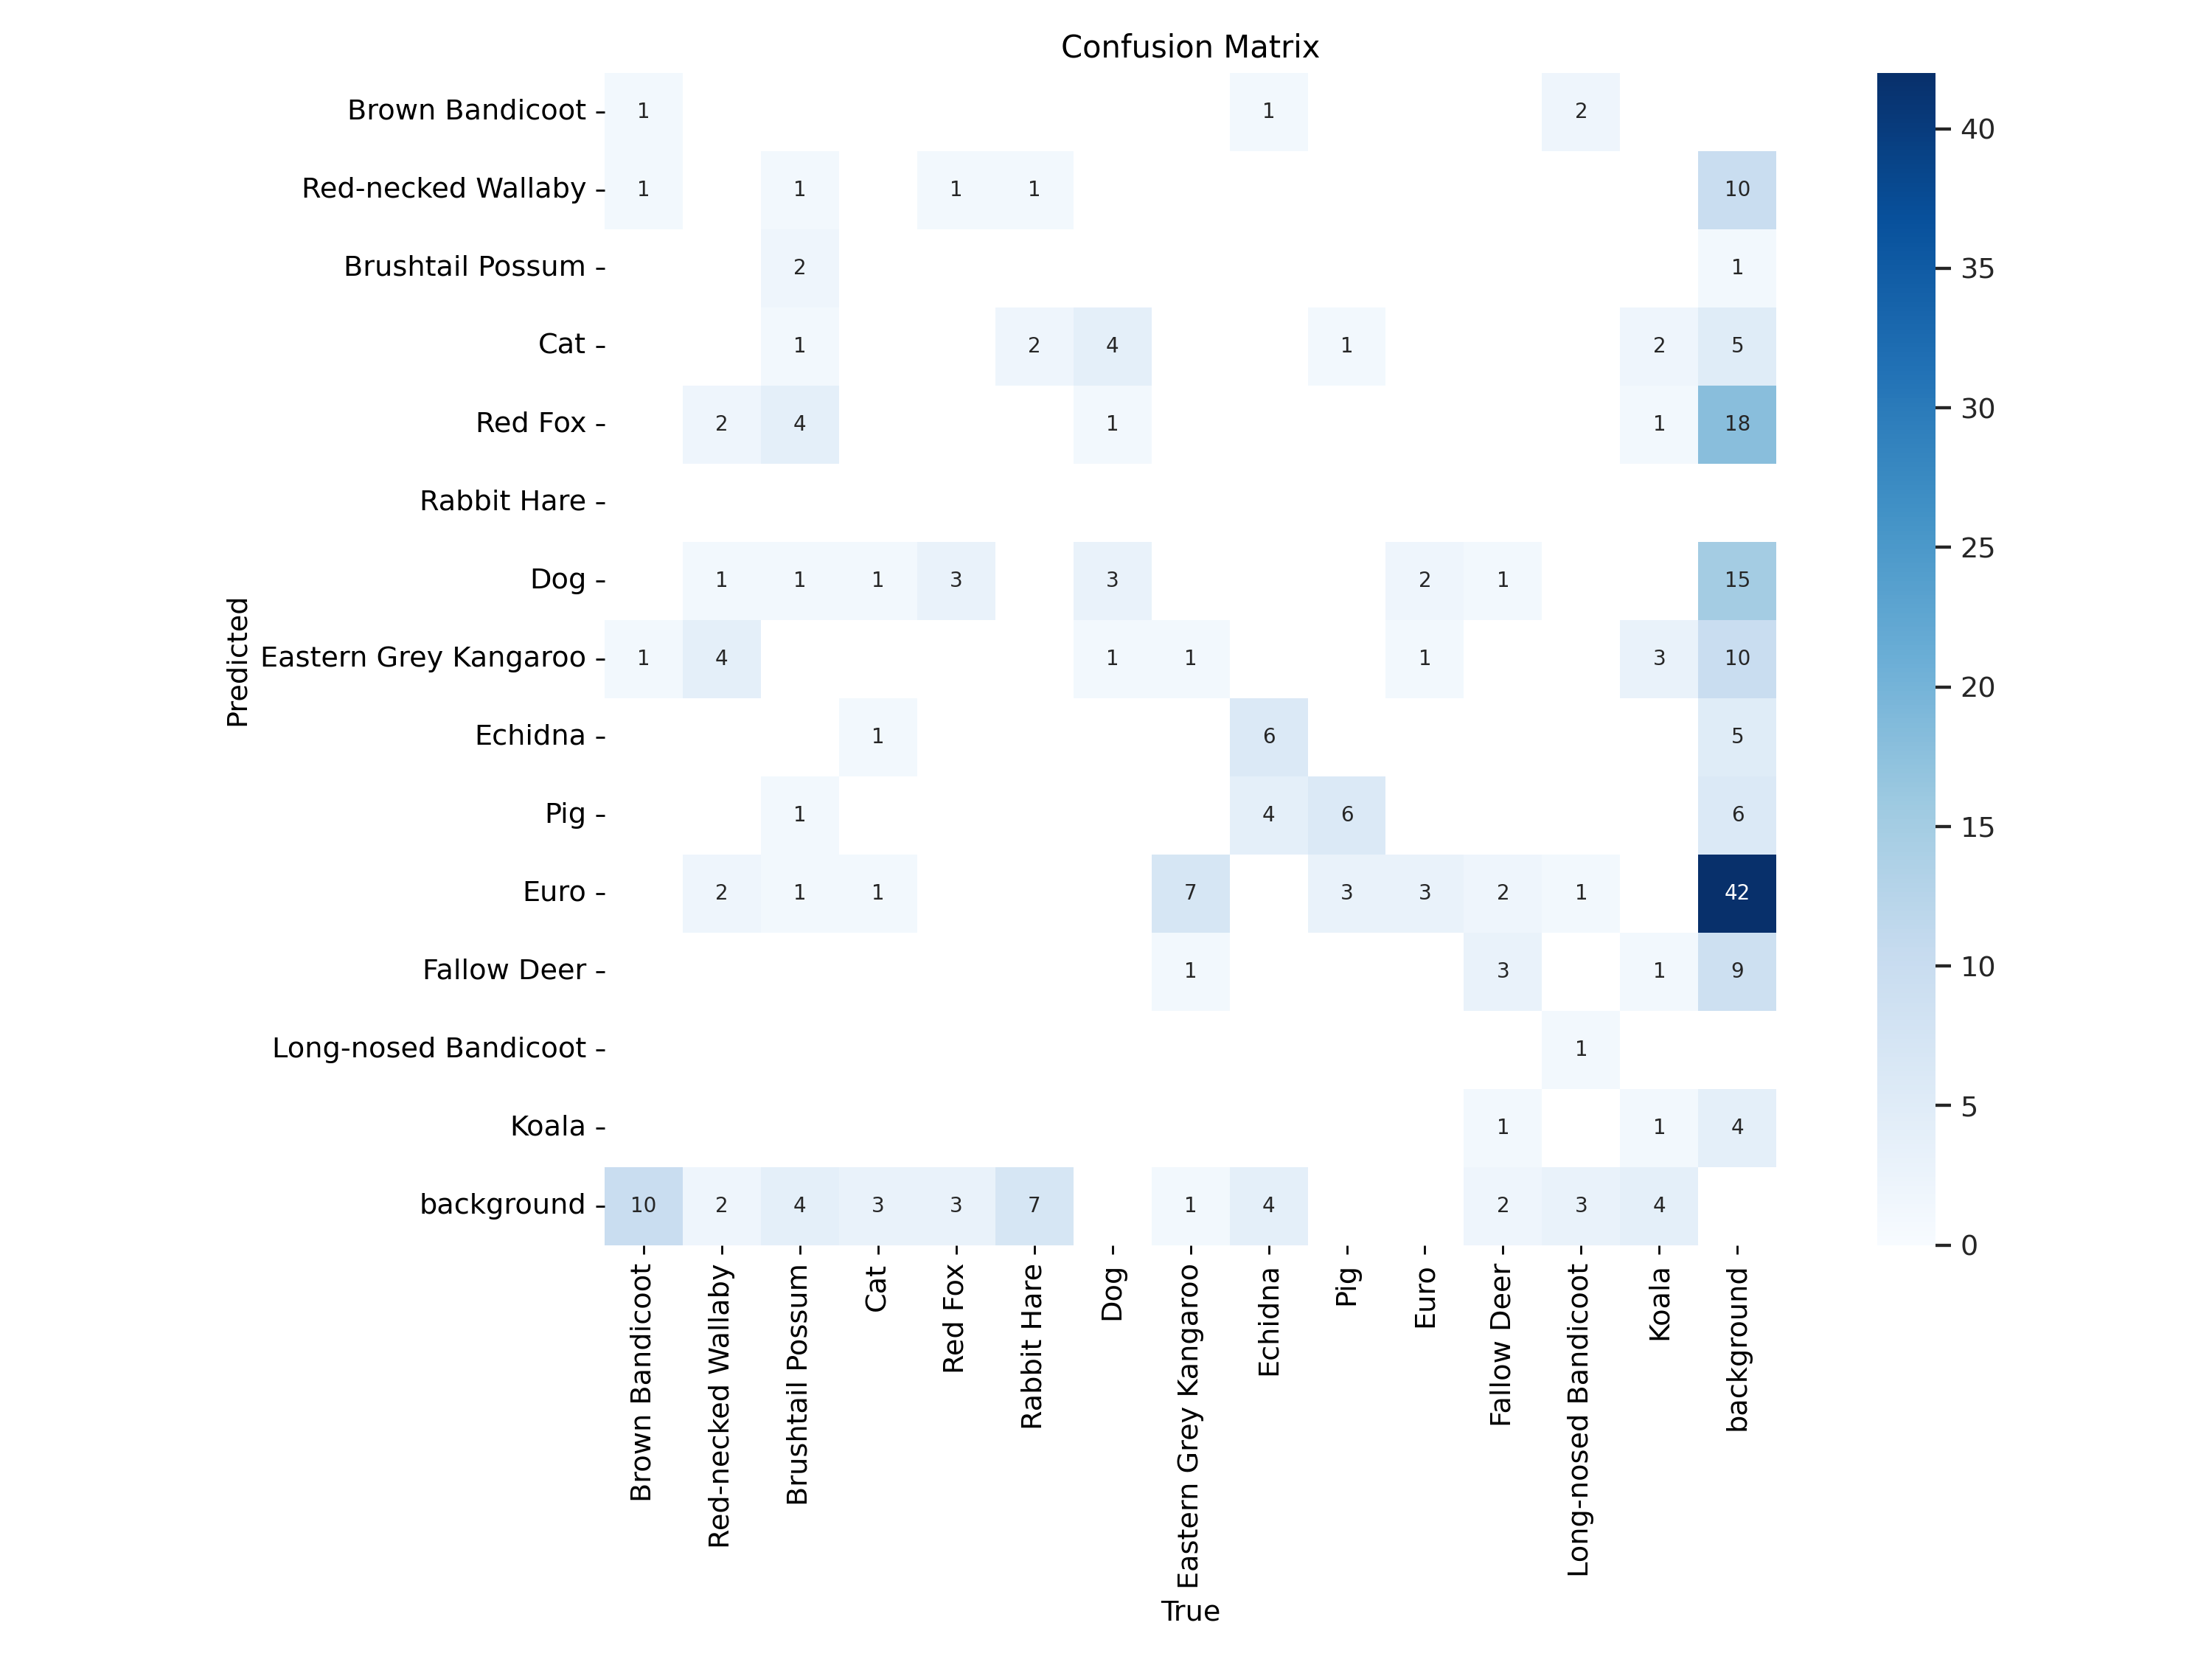 Confusion Matrix
Predicted
Brown Bandicoot 1 1 2
Red-necked Wallaby 1 1 1 1 10
Brushtail Possum 2 1
Cat 1 2 4 1 2 5
Red Fox 2 4 1 1 18
Rabbit Hare
Dog 1 1 1 3 3 2 1 15
Eastern Grey Kangaroo 1 4 1 1 1 3 10
Echidna 1 6 5
Pig 1 4 6 6
Euro 2 1 1 7 3 3 2 1 42
Fallow Deer 1 3 1 9
Long-nosed Bandicoot 1
Koala 1 1 4
background 10 2 4 3 3 7 1 4 2 3 4
Brown Bandicoot
Red-necked Wallaby
Brushtail Possum
Cat
Red Fox
Rabbit Hare
Dog
Eastern Grey Kangaroo
Echidna
Pig
Euro
Fallow Deer
Long-nosed Bandicoot
Koala
background
True
40
35
30
25
20
15
10
5
0